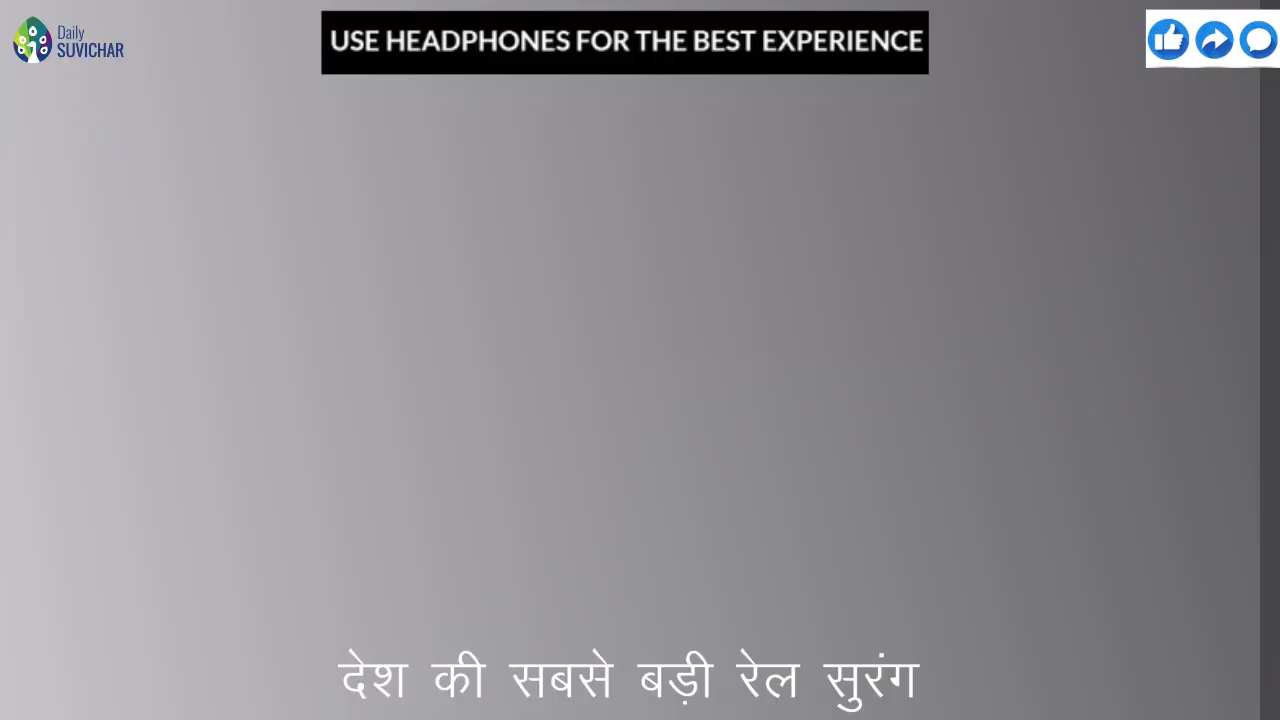 Daily
SUVICHAR
USE HEADPHONES FOR THE BEST EXPERIENCE
देश की सबसे बड़ी रेल सुरंग